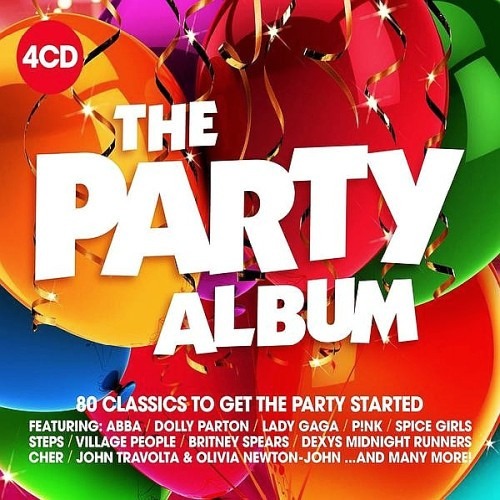 4CD
THE
PARTY
ALBUM
80 CLASSICS TO GET THE PARTY STARTED
FEATURING: ABBA / DOLLY PARTON / LADY GAGA / PINK / SPICE GIRLS
STEPS / VILLAGE PEOPLE / BRITNEY SPEARS / DEXYS MIDNIGHT RUNNERS
CHER / JOHN TRAVOLTA & OLIVIA NEWTON-JOHN ...AND MANY MORE!